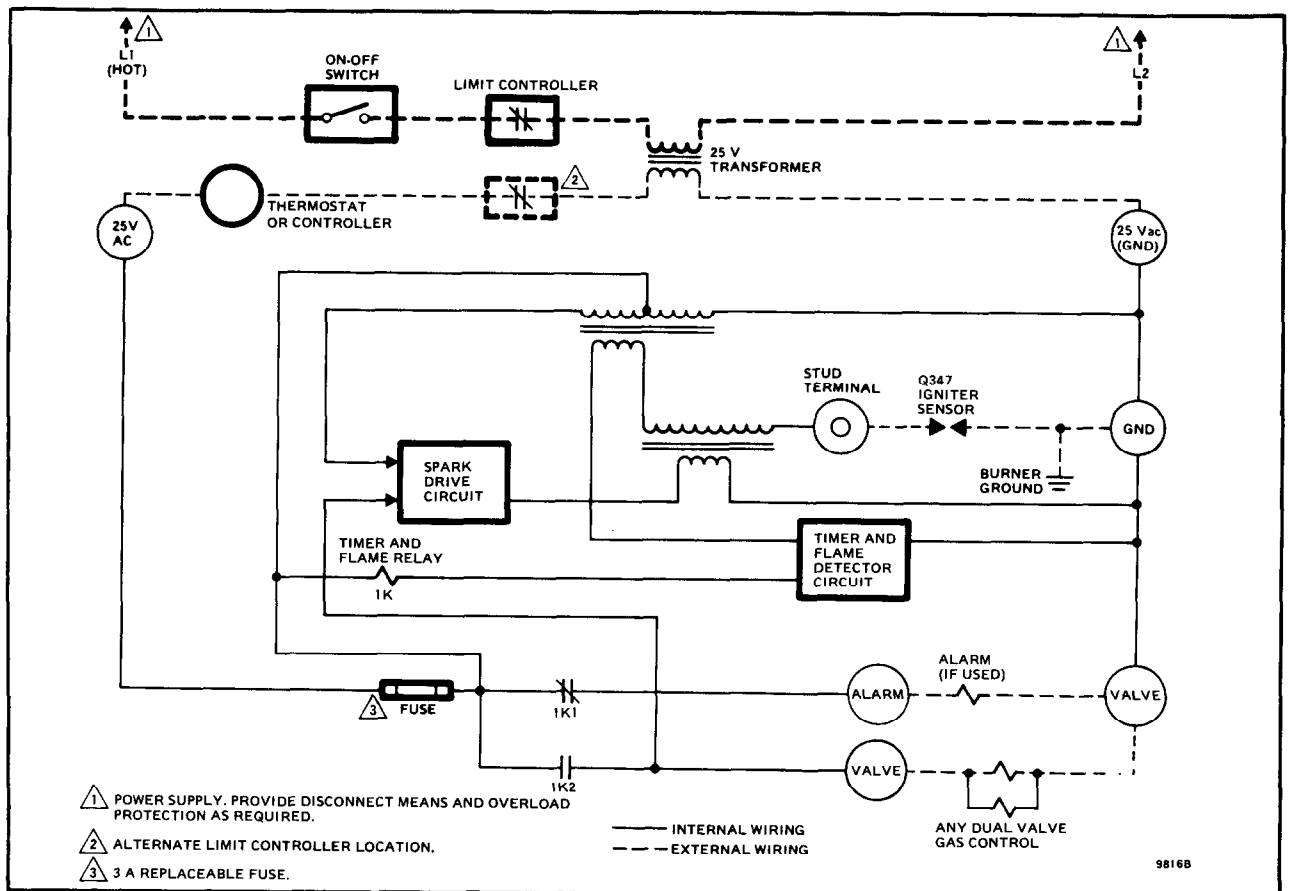 1
L1
(HOT)
ON-OFF
SWITCH
LIMIT CONTROLLER
1
L2
25 V
TRANSFORMER
2
THERMOSTAT
OR CONTROLLER
25V
AC
25 Vac
(GND)
STUD
TERMINAL
Q347
IGNITER
SENSOR
GND
BURNER
GROUND
SPARK
DRIVE
CIRCUIT
TIMER AND
FLAME RELAY
1K
TIMER AND
FLAME
DETECTOR
CIRCUIT
3
FUSE
1K1
ALARM
ALARM
(IF USED)
VALVE
1K2
VALVE
ANY DUAL VALVE
GAS CONTROL
1 POWER SUPPLY. PROVIDE DISCONNECT MEANS AND OVERLOAD
PROTECTION AS REQUIRED.
2 ALTERNATE LIMIT CONTROLLER LOCATION.
3 3 A REPLACEABLE FUSE.
INTERNAL WIRING
EXTERNAL WIRING
9816B